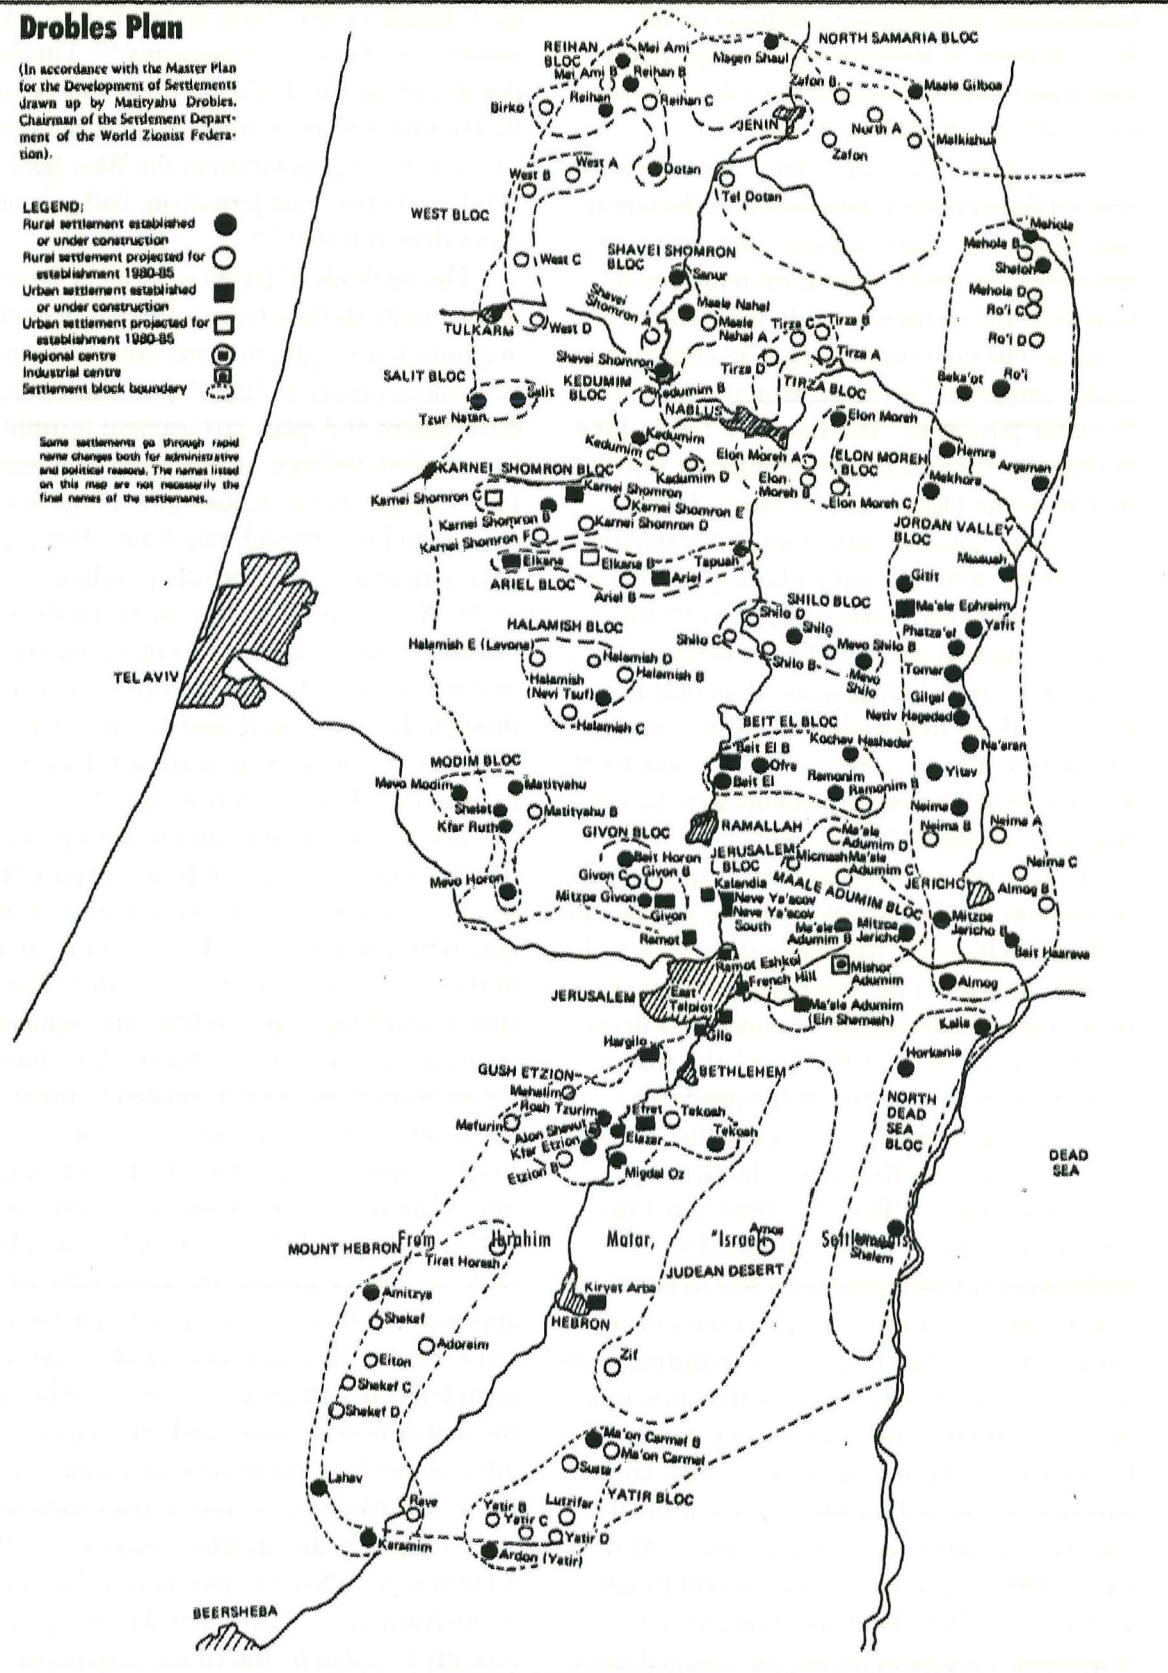 Drobles Plan
(In accordance with the Master Plan
for the Development of Settlements
drawn up by Matityahu Drobles,
Chairman of the Settlement Depart-
ment of the World Zionist Federa-
tion).
LEGEND:
Rural settlement established
or under construction
Rural settlement projected for
establishment 1980-85
Urban settlement established
or under construction
Urban settlement projected for
establishment 1980-85
Regional centre
Industrial centre
Settlement block boundary
Some settlements go through rapid
name changes both for administrative
and political reasons. The names listed
on this map are not necessarily the
final names of the settlements.
NORTH SAMARIA BLOC
REIHAN
BLOC
Mei Ami
Magen Shaul
Mei Ami B
Reihan B
Zafon B
Maale Gilboa
Birko
Reihan
Reihan C
JENIN
North A
Malkishua
Zafon
West A
West B
Dotan
Tel Dotan
WEST BLOC
Mehola
Mehola B
SHAVEI SHOMRON
BLOC
West C
Shelah
Sanur
Mehola D
Shavei
Shomron
Maale Nahal
Ro'i C
TULKARM
West D
Maale
Nahal A
Tirza C
Tirza B
Ro'i D
Tirza A
Shavei Shomron
Tirza D
Ro'i
Beka'ot
SALIT BLOC
KEDUMIM
BLOC
TIRZA BLOC
Salit
Kedumim B
Tzur Natan
NABLUS
Elon Moreh
Kedumim
Kedumim C
Hamra
Elon Moreh A
ELON MOREH
BLOC
Argaman
KARNEI SHOMRON BLOC
Kedumim D
Elon
Moreh B
Mekhora
Karnei Shomron C
Karnei Shomron
Karnei Shomron E
Elon Moreh C
Karnei Shomron B
Karnei Shomron D
JORDAN VALLEY
BLOC
Karnei Shomron F
Elkana
Elkana B
Tapuah
Massuah
ARIEL BLOC
Ariel
Gitit
Ariel B
SHILO BLOC
Ma'ale Ephraim
Shilo D
HALAMISH BLOC
Shilo
Phatza'el
Yafit
Halamish E (Levona)
Shilo C
Mevo Shilo B
Halamish D
Shilo B
Tomer
TEL AVIV
Halamish B
Mevo
Shilo
Halamish
(Nevi Tsuf)
Gilgal
Netiv Hagedad
Halamish C
BEIT EL BLOC
Kochav Hashahar
Na'aran
Beit El B
MODIM BLOC
Ofra
Yitav
Mevo Modim
Matityahu
Beit El
Ramonim
Ramonim B
Shelat
Matityahu B
Neima
Kfar Ruth
RAMALLAH
Ma'ale
Adumim D
Neima B
Neima A
GIVON BLOC
Beit Horon
JERUSALEM
BLOC
Micmash
Ma'ale
Adumim C
Neima C
Givon C
Givon B
MAALE ADUMIM BLOC
JERICHO
Mevo Horon
Kalandia
Almog B
Mitzpe Givon
Neve Ya'acov
Givon
Neve Ya'acov
South
Mitzpe
Jericho B
Ramot
Ma'ale
Adumim B
Mitzpe
Jericho
Beit Haarava
Ramot Eshkol
Mishor
Adumim
Almog
French Hill
JERUSALEM
East
Talpiot
Ma'ale Adumim
(Ein Shemesh)
Gilo
Kalia
Hargilo
Horkania
GUSH ETZION
BETHLEHEM
Mehalim
NORTH
DEAD
SEA
BLOC
Rosh Tzurim
Efret
Tekoah
Mafurin
Alon Shevut
Elazar
Tekoah
Kfar Etzion
DEAD
SEA
Etzion B
Migdal Oz
From Ibrahim Matar, "Israeli Settlements
MOUNT HEBRON
Tirat Horesh
Amos
Shalem
JUDEAN DESERT
Amitzya
Kiryat Arba
Shekef
HEBRON
Adoraim
Eiton
Zif
Shekef C
Shekef D
Ma'on Carmel B
Ma'on Carmel
Susia
Lahav
YATIR BLOC
Rave
Yatir B
Lutzifar
Yatir C
Karamim
Yatir D
Ardon (Yatir)
BEERSHEBA